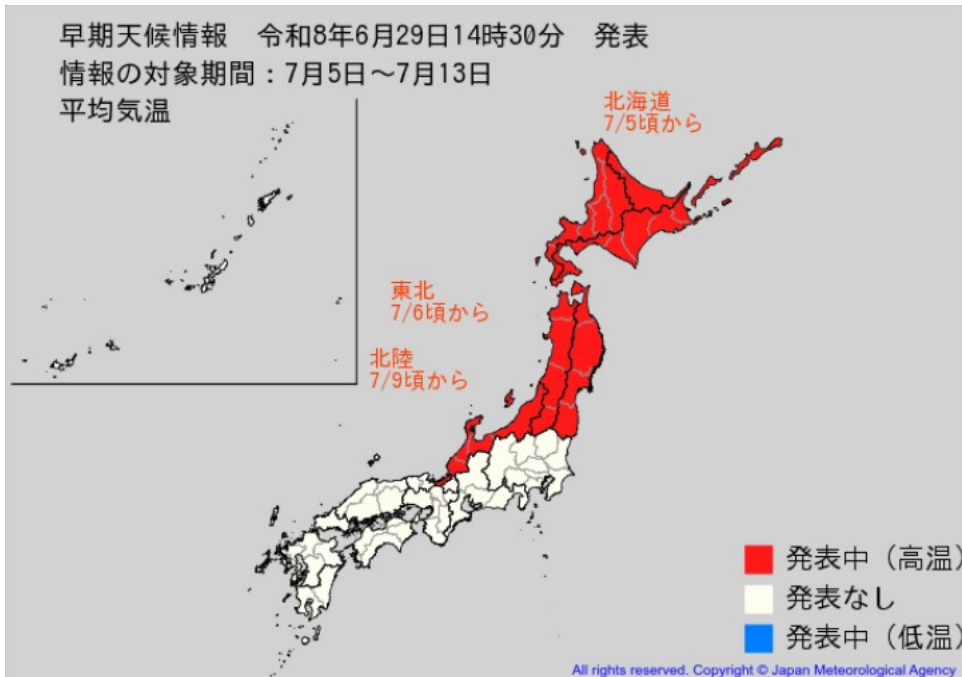 早期天候情報　令和8年6月29日14時30分　発表
情報の対象期間：7月5日～7月13日
平均気温
北海道
7/5頃から
東北
7/6頃から
北陸
7/9頃から
発表中（高温）
発表なし
発表中（低温）
All rights reserved. Copyright © Japan Meteorological Agency